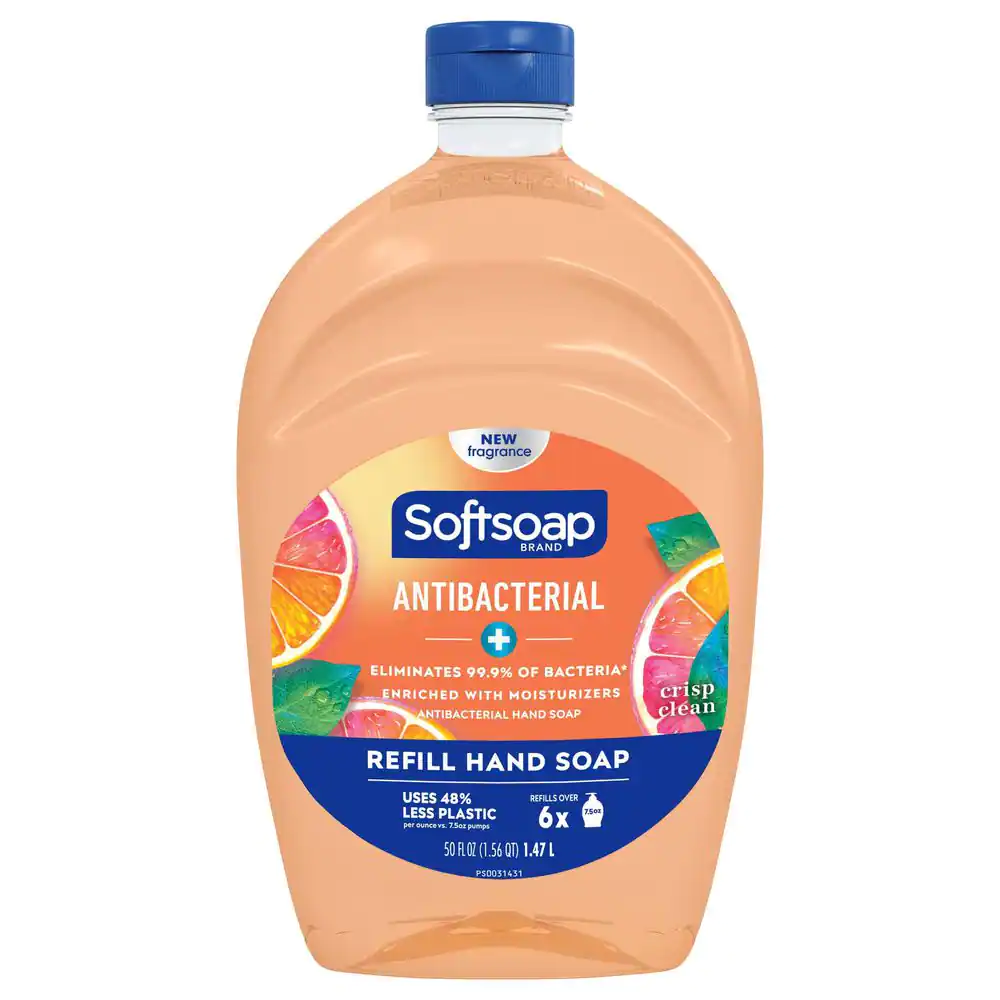 NEW
fragrance
Softsoap
BRAND
ANTIBACTERIAL
ELIMINATES 99.9% OF BACTERIA*
ENRICHED WITH MOISTURIZERS
ANTIBACTERIAL HAND SOAP
crisp
clean
REFILL HAND SOAP
USES 48%
LESS PLASTIC
per ounce vs. 7.5oz pumps
REFILLS OVER
6x
7.5oz
50 FL OZ (1.56 QT) 1.47 L
PS0031431